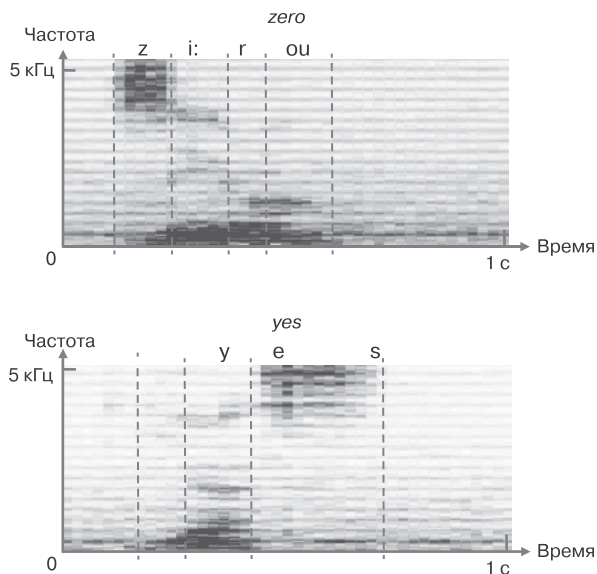 zero
Частота
z i: r ou
5 кГц
0
Время
1 с
yes
Частота
y e s
5 кГц
0
Время
1 с